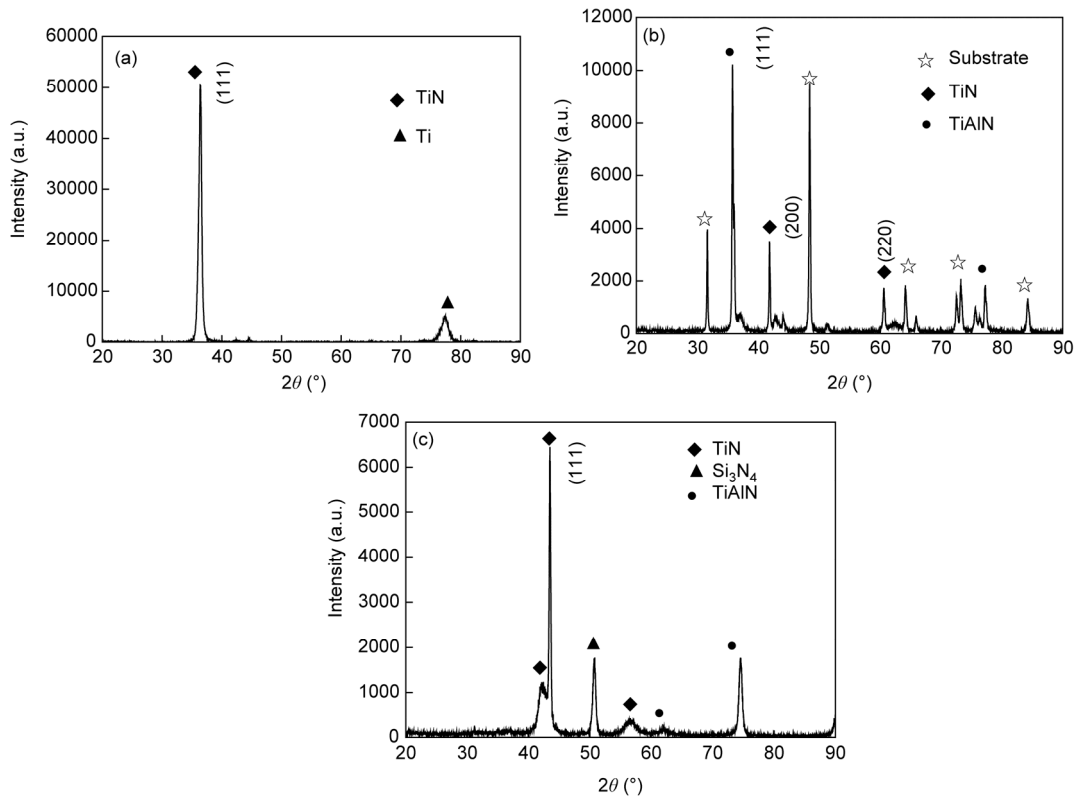 (a)
60000
50000
40000
30000
20000
10000
0
Intensity (a.u.)
(111)
TiN
Ti
20 30 40 50 60 70 80 90
2θ (°)
(b)
12000
10000
8000
6000
4000
2000
0
Intensity (a.u.)
(111)
(200)
(220)
Substrate
TiN
TiAlN
20 30 40 50 60 70 80 90
2θ (°)
(c)
7000
6000
5000
4000
3000
2000
1000
0
Intensity (a.u.)
(111)
TiN
Si₃N₄
TiAlN
20 30 40 50 60 70 80 90
2θ (°)